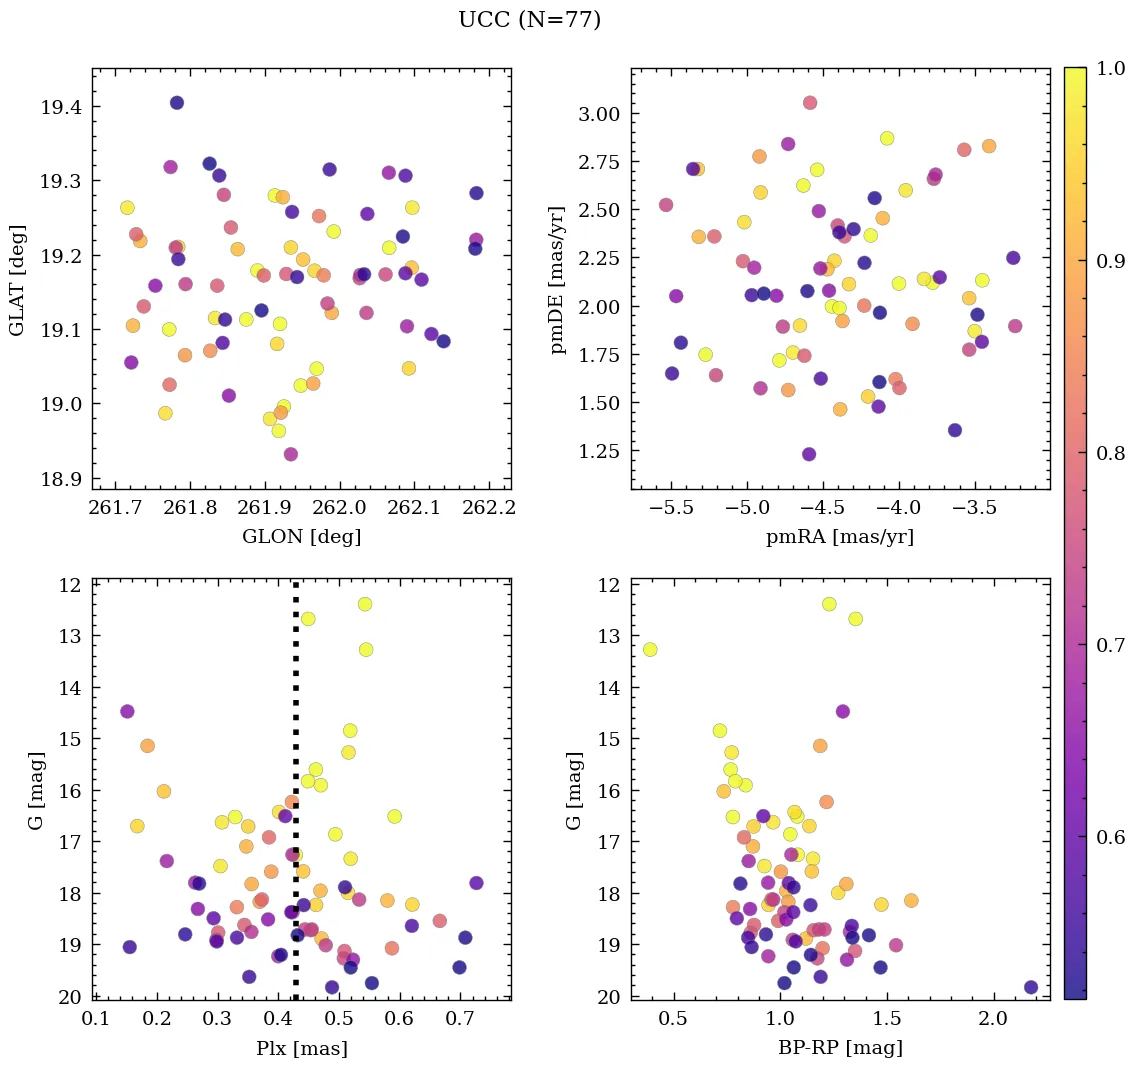 UCC (N=77)
19.4
19.3
19.2
19.1
19.0
18.9
GLAT [deg]
261.7 261.8 261.9 262.0 262.1 262.2
GLON [deg]
3.00
2.75
2.50
2.25
2.00
1.75
1.50
1.25
pmDE [mas/yr]
−5.5 −5.0 −4.5 −4.0 −3.5
pmRA [mas/yr]
1.0
0.9
0.8
0.7
0.6
12
13
14
15
16
17
18
19
20
G [mag]
0.1 0.2 0.3 0.4 0.5 0.6 0.7
Plx [mas]
12
13
14
15
16
17
18
19
20
G [mag]
0.5 1.0 1.5 2.0
BP-RP [mag]